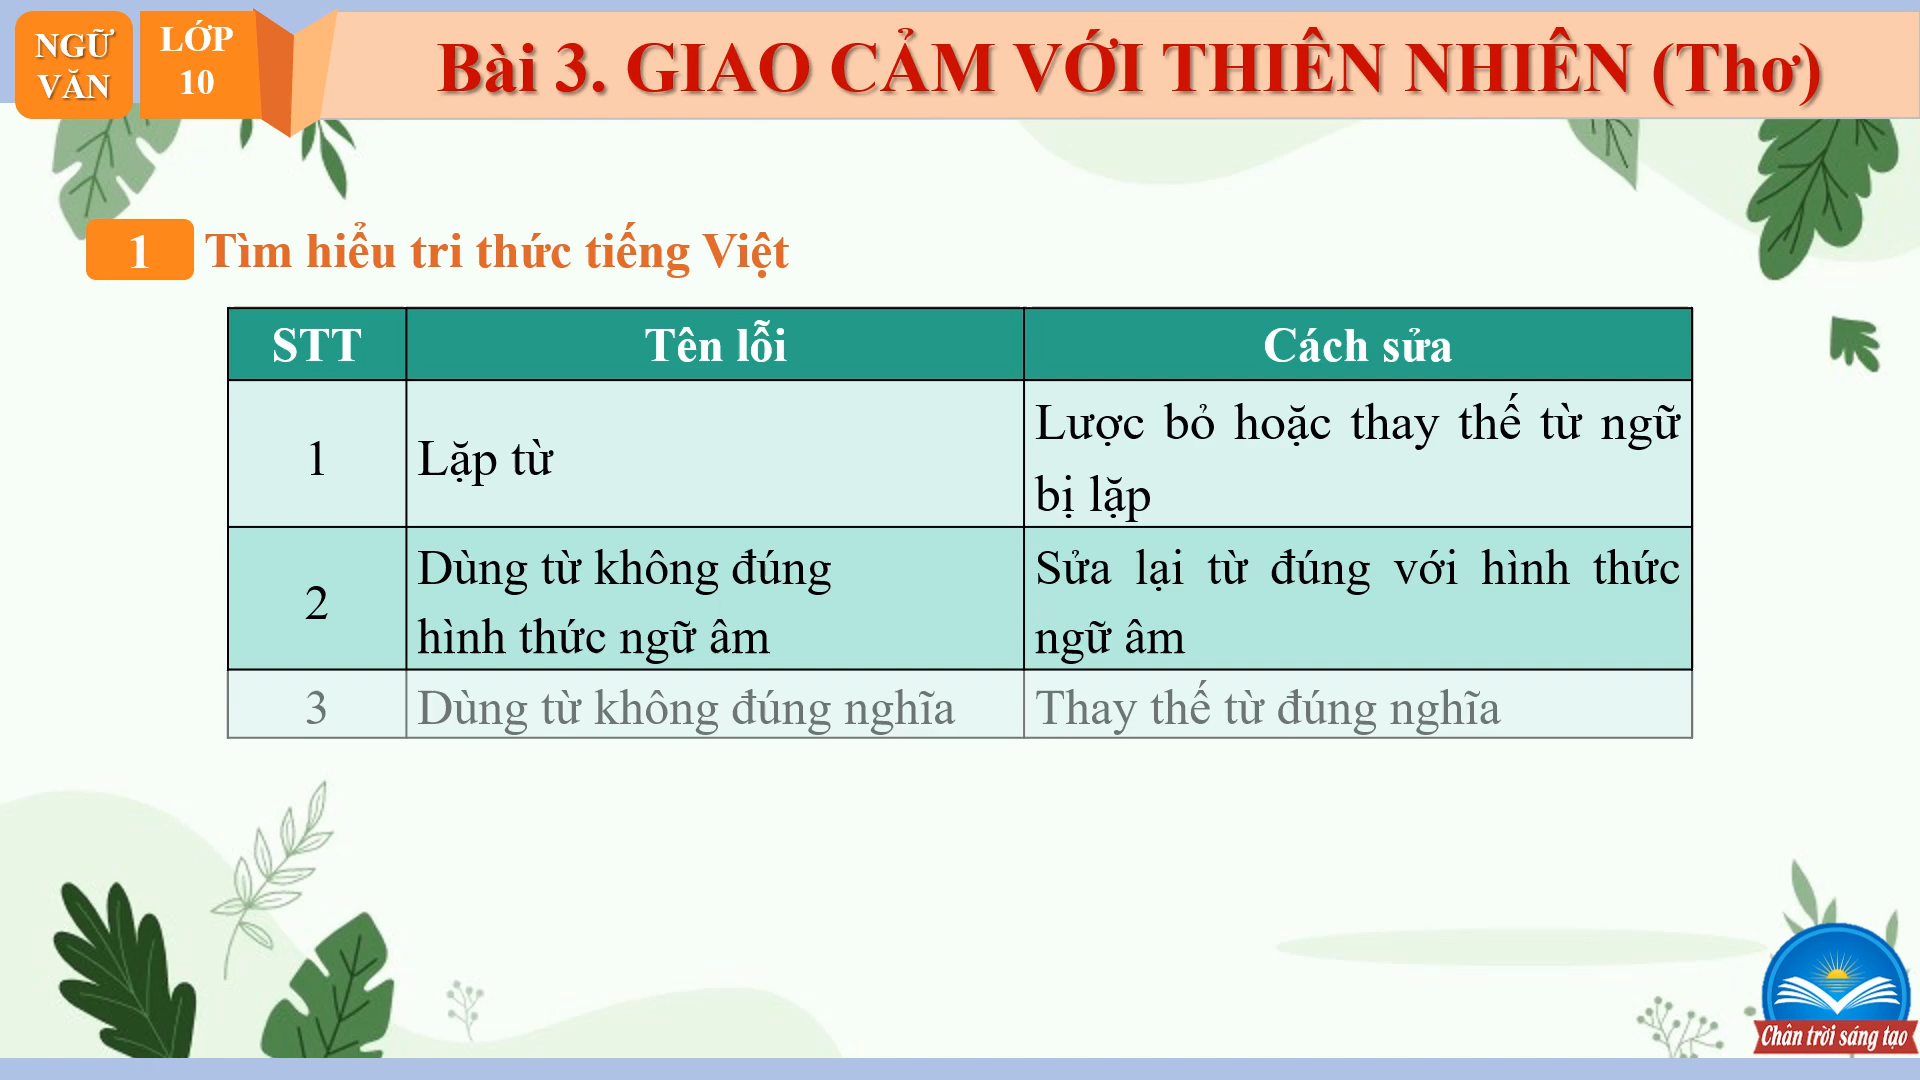 NGỮ
VĂN
LỚP
10
Bài 3. GIAO CẢM VỚI THIÊN NHIÊN (Thơ)
1 Tìm hiểu tri thức tiếng Việt
STT Tên lỗi Cách sửa
1 Lặp từ Lược bỏ hoặc thay thế từ ngữ
bị lặp
2 Dùng từ không đúng Sửa lại từ đúng với hình thức
hình thức ngữ âm ngữ âm
3 Dùng từ không đúng nghĩa Thay thế từ đúng nghĩa
Chân trời sáng tạo